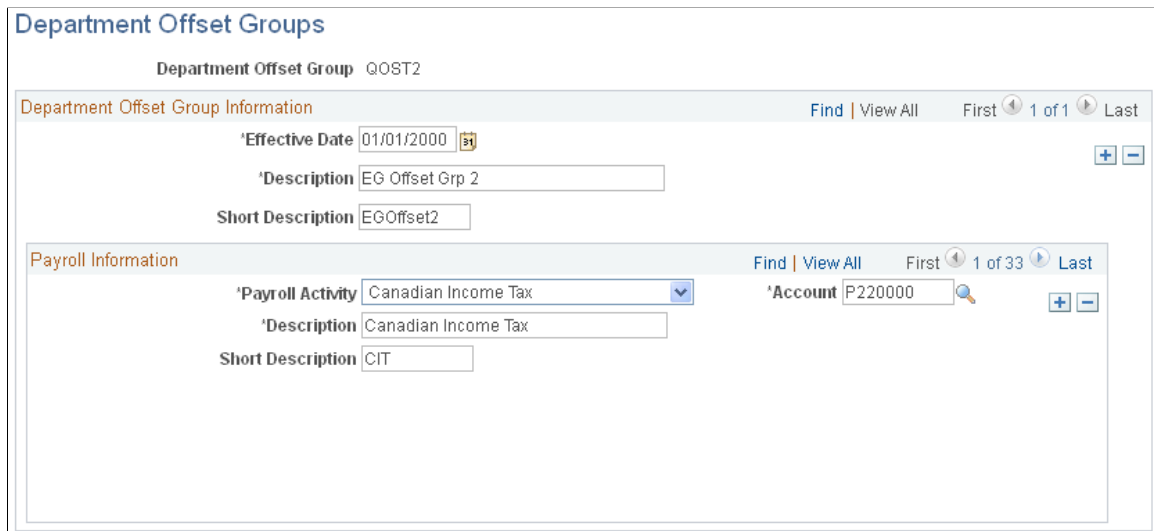 Department Offset Groups
Department Offset Group QOST2
Department Offset Group Information Find | View All First 1 of 1 Last
*Effective Date 01/01/2000 31
*Description EG Offset Grp 2
Short Description EGOffset2
Payroll Information Find | View All First 1 of 33 Last
*Payroll Activity Canadian Income Tax *Account P220000
*Description Canadian Income Tax
Short Description CIT